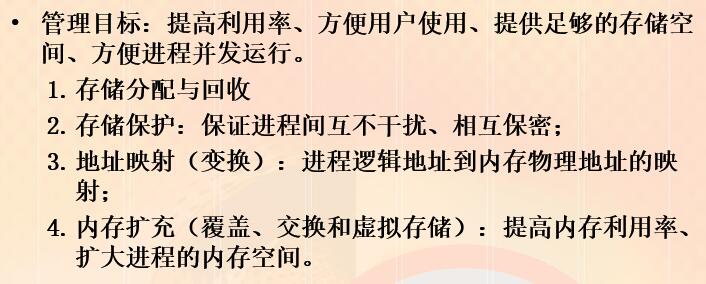 • 管理目标：提高利用率、方便用户使用、提供足够的存储空
间、方便进程并发运行。
1. 存储分配与回收
2. 存储保护：保证进程间互不干扰、相互保密；
3. 地址映射（变换）：进程逻辑地址到内存物理地址的映
射；
4. 内存扩充（覆盖、交换和虚拟存储）：提高内存利用率、
扩大进程的内存空间。